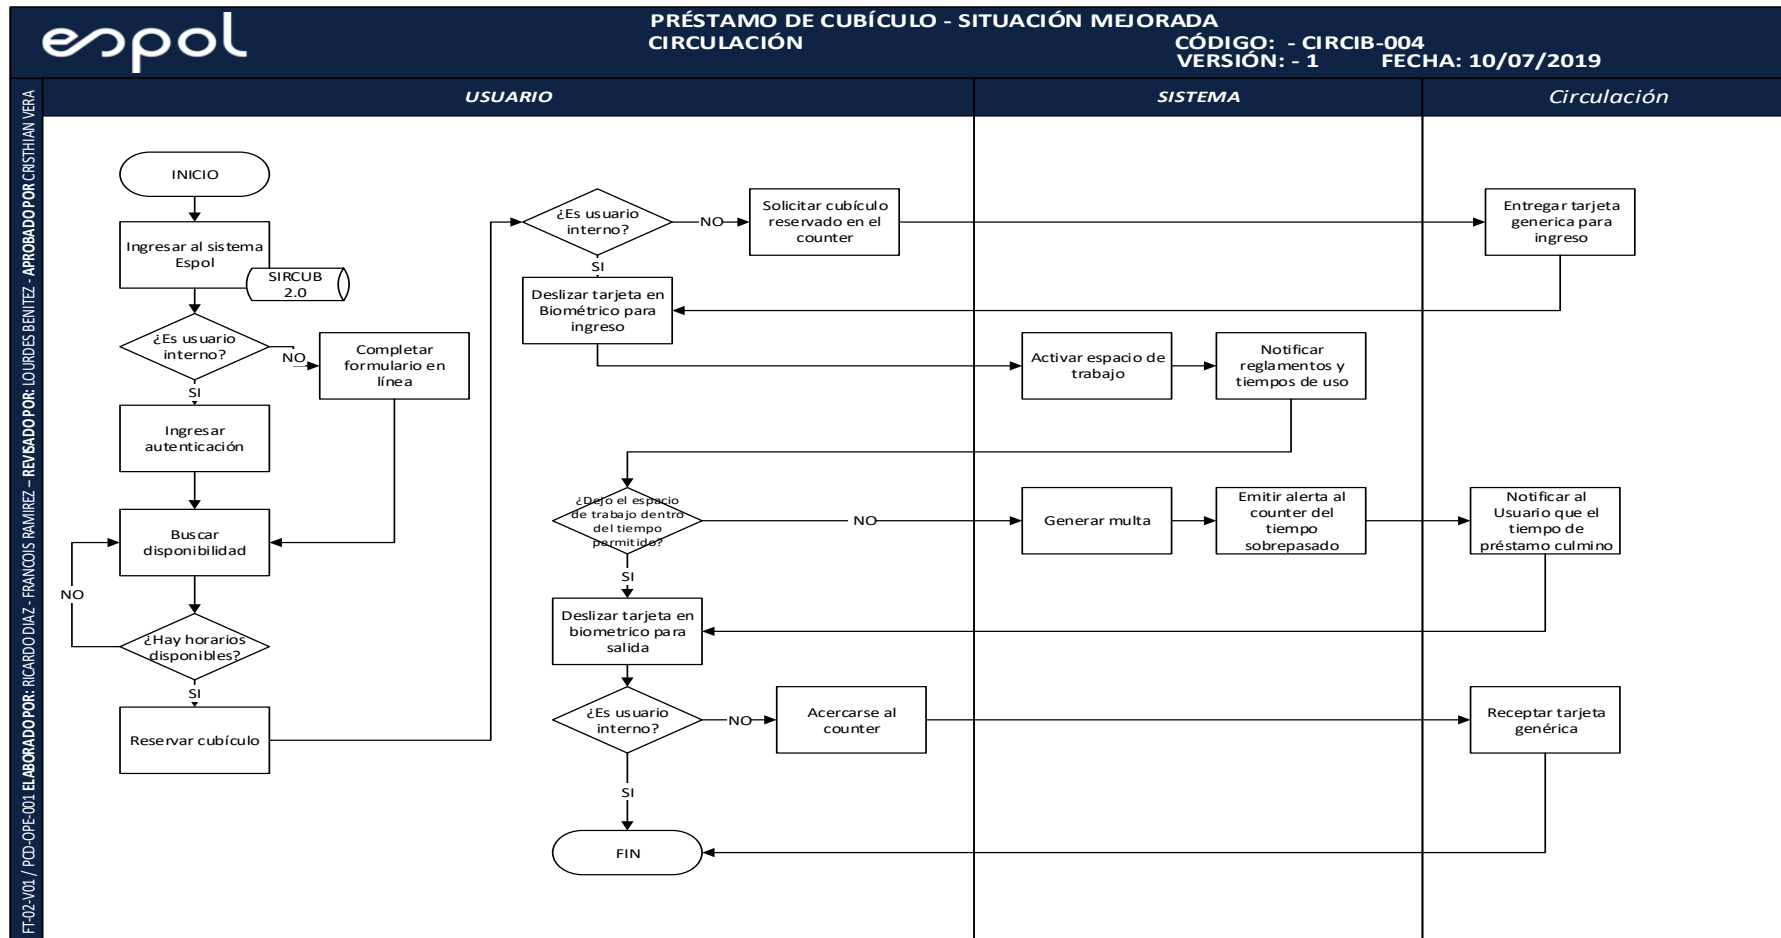 espol
PRÉSTAMO DE CUBÍCULO - SITUACIÓN MEJORADA
CIRCULACIÓN
CÓDIGO: - CIRCIB-004
VERSIÓN: - 1 FECHA: 10/07/2019
FT-02-V01 / PCD-OPE-001 ELABORADO POR: RICARDO DIAZ - FRANCOIS RAMIREZ – REVISADO POR: LOURDES BENITEZ - APROBADO POR CRISTHIAN VERA
USUARIO
SISTEMA
Circulación
INICIO
Ingresar al sistema
Espol
SIRCUB
2.0
¿Es usuario
interno?
NO
Completar
formulario en
línea
SI
Ingresar
autenticación
Buscar
disponibilidad
NO
¿Hay horarios
disponibles?
SI
Reservar cubículo
¿Es usuario
interno?
NO
Solicitar cubículo
reservado en el
counter
Entregar tarjeta
generica para
ingreso
SI
Deslizar tarjeta en
Biométrico para
ingreso
Activar espacio de
trabajo
Notificar
reglamentos y
tiempos de uso
¿Dejo el espacio
de trabajo dentro
del tiempo
permitido?
NO
Generar multa
Emitir alerta al
counter del
tiempo
sobrepasado
Notificar al
Usuario que el
tiempo de
préstamo culmino
SI
Deslizar tarjeta en
biometrico para
salida
¿Es usuario
interno?
NO
Acercarse al
counter
Receptar tarjeta
genérica
SI
FIN